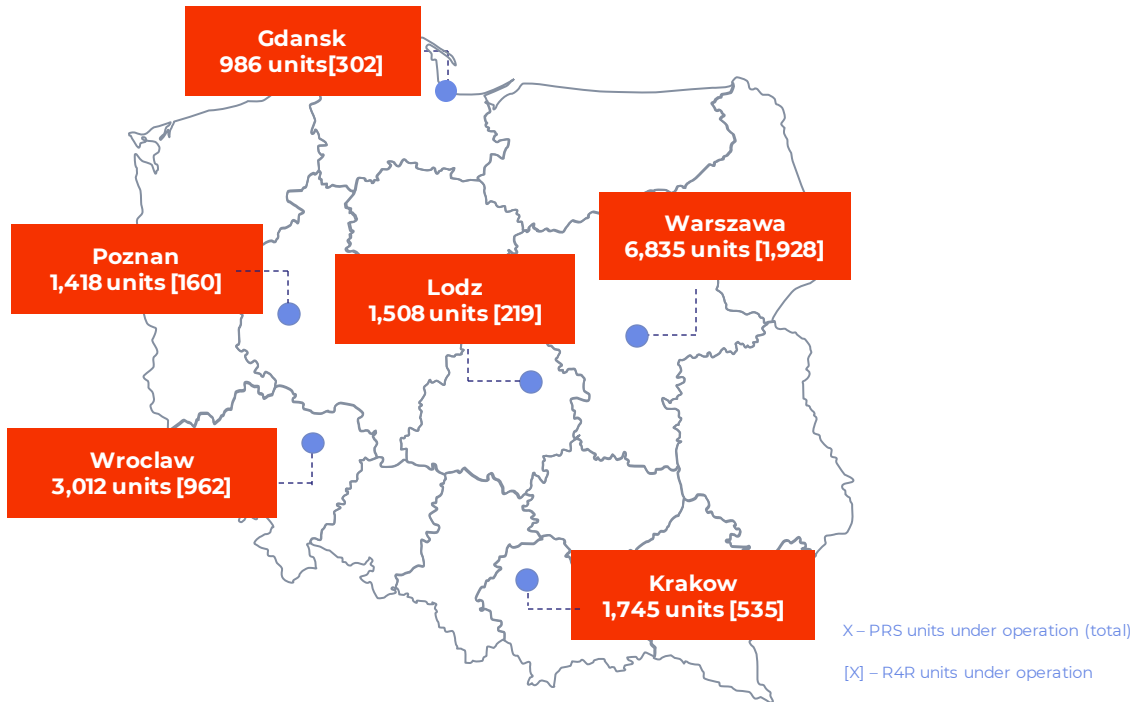 Gdansk
986 units[302]
Warszawa
6,835 units [1,928]
Poznan
1,418 units [160]
Lodz
1,508 units [219]
Wroclaw
3,012 units [962]
Krakow
1,745 units [535]
X – PRS units under operation (total)
[X] – R4R units under operation